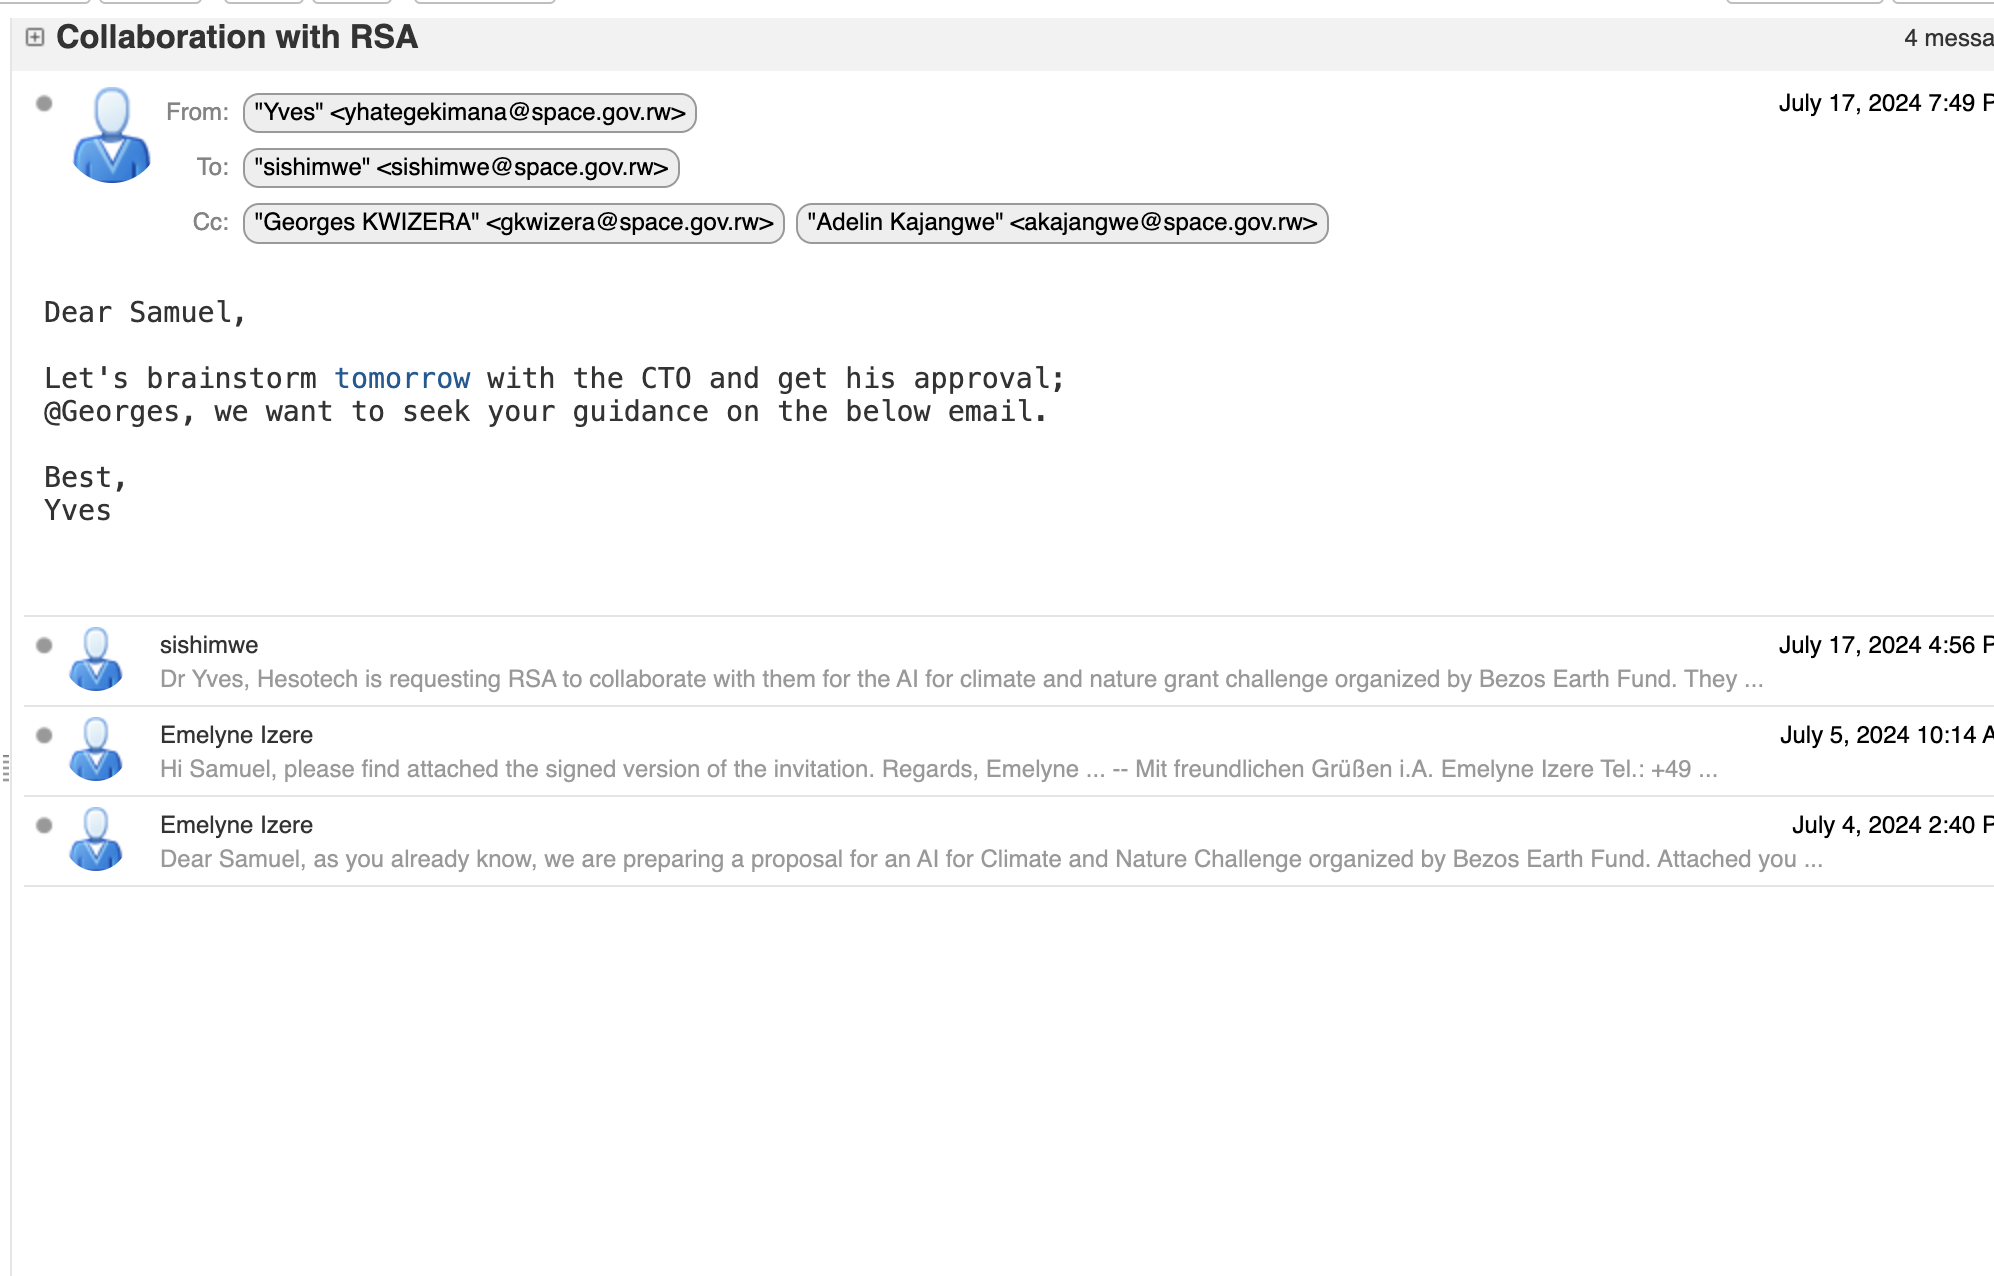 Collaboration with RSA
4 messa
From: "Yves" <yhategekimana@space.gov.rw>
July 17, 2024 7:49 P
To: "sishimwe" <sishimwe@space.gov.rw>
Cc: "Georges KWIZERA" <gkwizera@space.gov.rw> "Adelin Kajangwe" <akajangwe@space.gov.rw>
Dear Samuel,
Let's brainstorm tomorrow with the CTO and get his approval;
@Georges, we want to seek your guidance on the below email.
Best,
Yves
sishimwe
July 17, 2024 4:56 P
Dr Yves, Hesotech is requesting RSA to collaborate with them for the AI for climate and nature grant challenge organized by Bezos Earth Fund. They ...
Emelyne Izere
July 5, 2024 10:14 A
Hi Samuel, please find attached the signed version of the invitation. Regards, Emelyne ... -- Mit freundlichen Grüßen i.A. Emelyne Izere Tel.: +49 ...
Emelyne Izere
July 4, 2024 2:40 P
Dear Samuel, as you already know, we are preparing a proposal for an AI for Climate and Nature Challenge organized by Bezos Earth Fund. Attached you ...